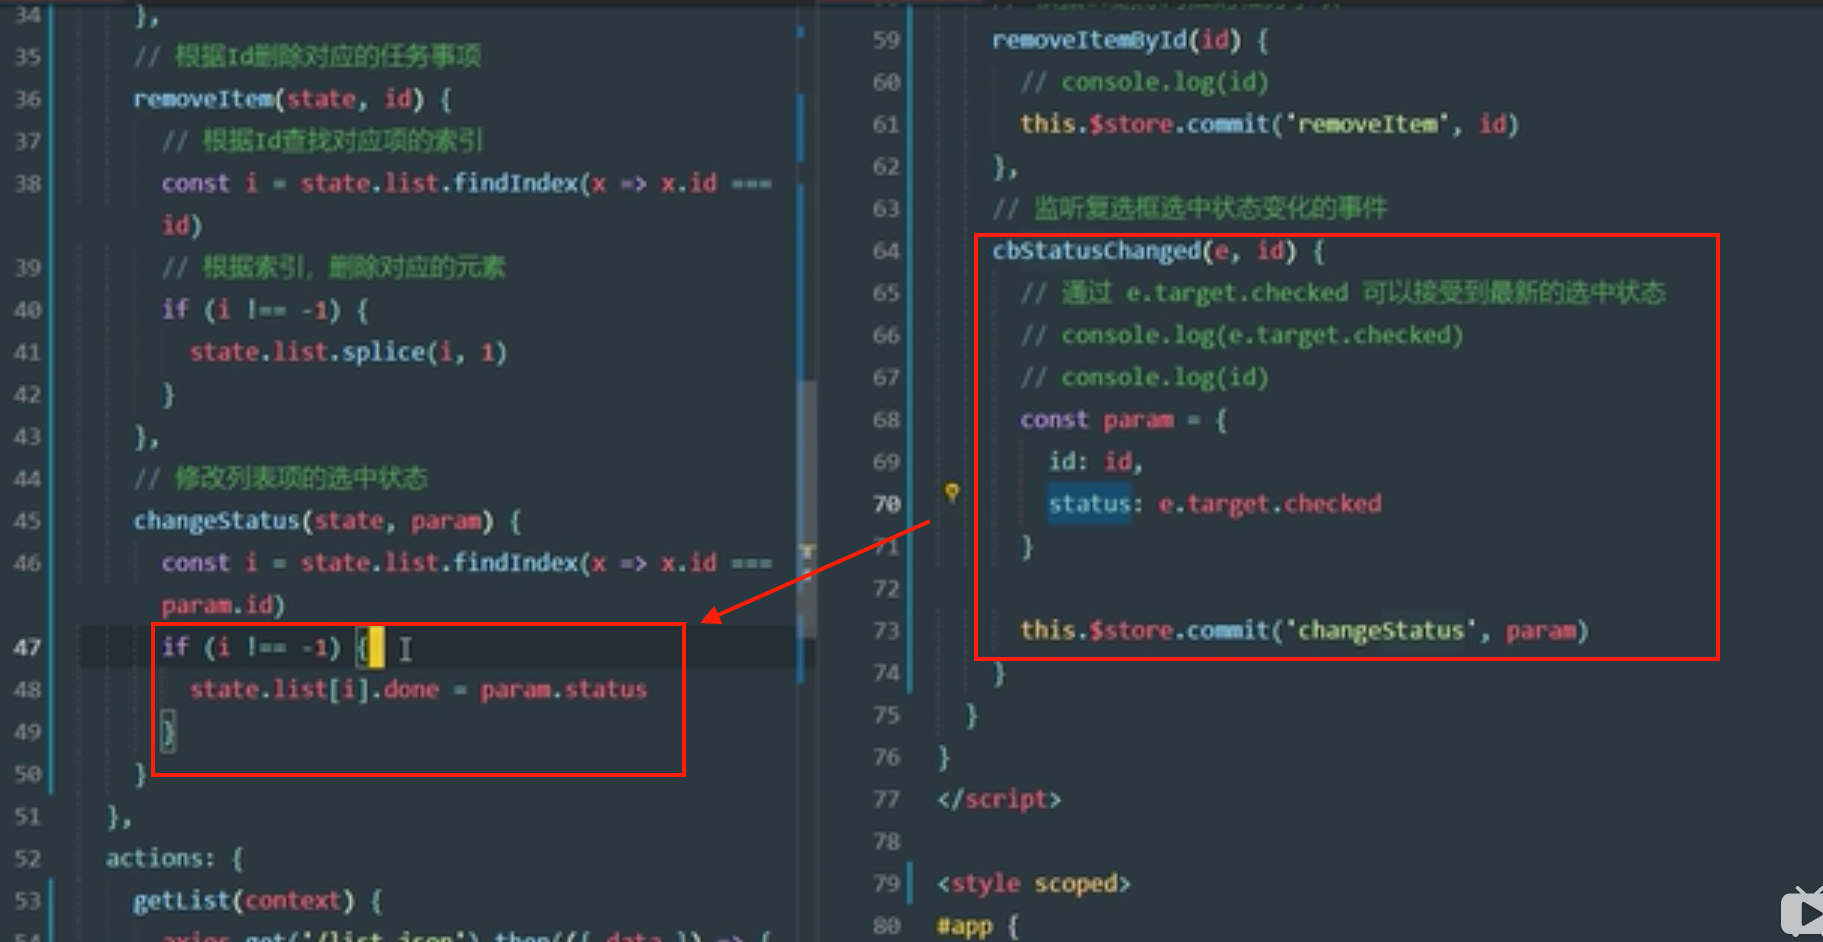 34 },
35 // 根据Id删除对应的任务事项
36 removeItem(state, id) {
37 // 根据Id查找对应项的索引
38 const i = state.list.findIndex(x => x.id ===
id)
39 // 根据索引，删除对应的元素
40 if (i !== -1) {
41 state.list.splice(i, 1)
42 }
43 },
44 // 修改列表项的选中状态
45 changeStatus(state, param) {
46 const i = state.list.findIndex(x => x.id ===
param.id)
47 if (i !== -1) {
48 state.list[i].done = param.status
49 }
50 }
51 },
52 actions: {
53 getList(context) {
54 axios.get('/list.json').then(({ data }) => {
59 removeItemById(id) {
60 // console.log(id)
61 this.$store.commit('removeItem', id)
62 },
63 // 监听复选框选中状态变化的事件
64 cbStatusChanged(e, id) {
65 // 通过 e.target.checked 可以接受到最新的选中状态
66 // console.log(e.target.checked)
67 // console.log(id)
68 const param = {
69 id: id,
70 status: e.target.checked
71 }
72
73 this.$store.commit('changeStatus', param)
74 }
75 }
76 }
77 </script>
78
79 <style scoped>
80 #app {